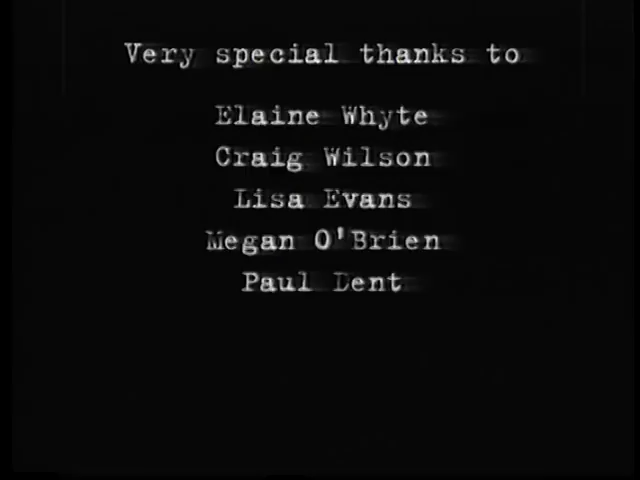 Very special thanks to
Elaine Whyte
Craig Wilson
Lisa Evans
Megan O'Brien
Paul Dent